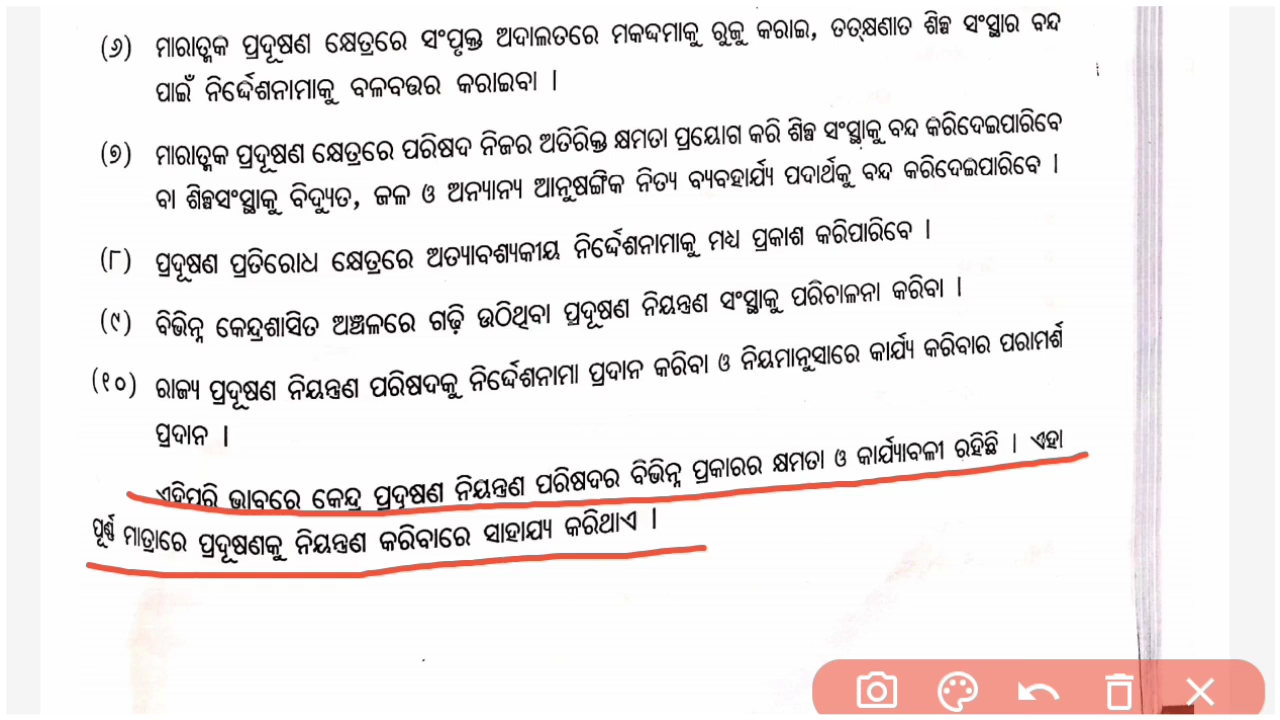 (୬) ମାରାତ୍ମକ ପ୍ରଦୂଷଣ କ୍ଷେତ୍ରରେ ସଂପୃକ୍ତ ଅଦାଲତରେ ମକଦ୍ଦମାକୁ ରୁଜୁ କରାଇ, ତତ୍‌କ୍ଷଣାତ ଶିଳ୍ପ ସଂସ୍ଥାର ବନ୍ଦ
ପାଇଁ ନିର୍ଦ୍ଦେଶନାମାକୁ ବଳବତ୍ତର କରାଇବା ।
(୭) ମାରାତ୍ମକ ପ୍ରଦୂଷଣ କ୍ଷେତ୍ରରେ ପରିଷଦ ନିଜର ଅତିରିକ୍ତ କ୍ଷମତା ପ୍ରୟୋଗ କରି ଶିଳ୍ପ ସଂସ୍ଥାକୁ ବନ୍ଦ କରିଦେଇପାରିବେ
ବା ଶିଳ୍ପସଂସ୍ଥାକୁ ବିଦ୍ୟୁତ, ଜଳ ଓ ଅନ୍ୟାନ୍ୟ ଆନୁଷଙ୍ଗିକ ନିତ୍ୟ ବ୍ୟବହାର୍ଯ୍ୟ ପଦାର୍ଥକୁ ବନ୍ଦ କରିଦେଇପାରିବେ ।
(୮) ପ୍ରଦୂଷଣ ପ୍ରତିରୋଧ କ୍ଷେତ୍ରରେ ଅତ୍ୟାବଶ୍ୟକୀୟ ନିର୍ଦ୍ଦେଶନାମାକୁ ମଧ୍ୟ ପ୍ରକାଶ କରିପାରିବେ ।
(୯) ବିଭିନ୍ନ କେନ୍ଦ୍ରଶାସିତ ଅଞ୍ଚଳରେ ଗଢ଼ି ଉଠିଥିବା ପ୍ରଦୂଷଣ ନିୟନ୍ତ୍ରଣ ସଂସ୍ଥାକୁ ପରିଚାଳନା କରିବା ।
(୧୦) ରାଜ୍ୟ ପ୍ରଦୂଷଣ ନିୟନ୍ତ୍ରଣ ପରିଷଦକୁ ନିର୍ଦ୍ଦେଶନାମା ପ୍ରଦାନ କରିବା ଓ ନିୟମାନୁସାରେ କାର୍ଯ୍ୟ କରିବାର ପରାମର୍ଶ
ପ୍ରଦାନ ।
ଏହିପରି ଭାବରେ କେନ୍ଦ୍ର ପ୍ରଦୂଷଣ ନିୟନ୍ତ୍ରଣ ପରିଷଦର ବିଭିନ୍ନ ପ୍ରକାରର କ୍ଷମତା ଓ କାର୍ଯ୍ୟାବଳୀ ରହିଛି । ଏହା
ପୂର୍ଣ୍ଣ ମାତ୍ରାରେ ପ୍ରଦୂଷଣକୁ ନିୟନ୍ତ୍ରଣ କରିବାରେ ସାହାଯ୍ୟ କରିଥାଏ ।